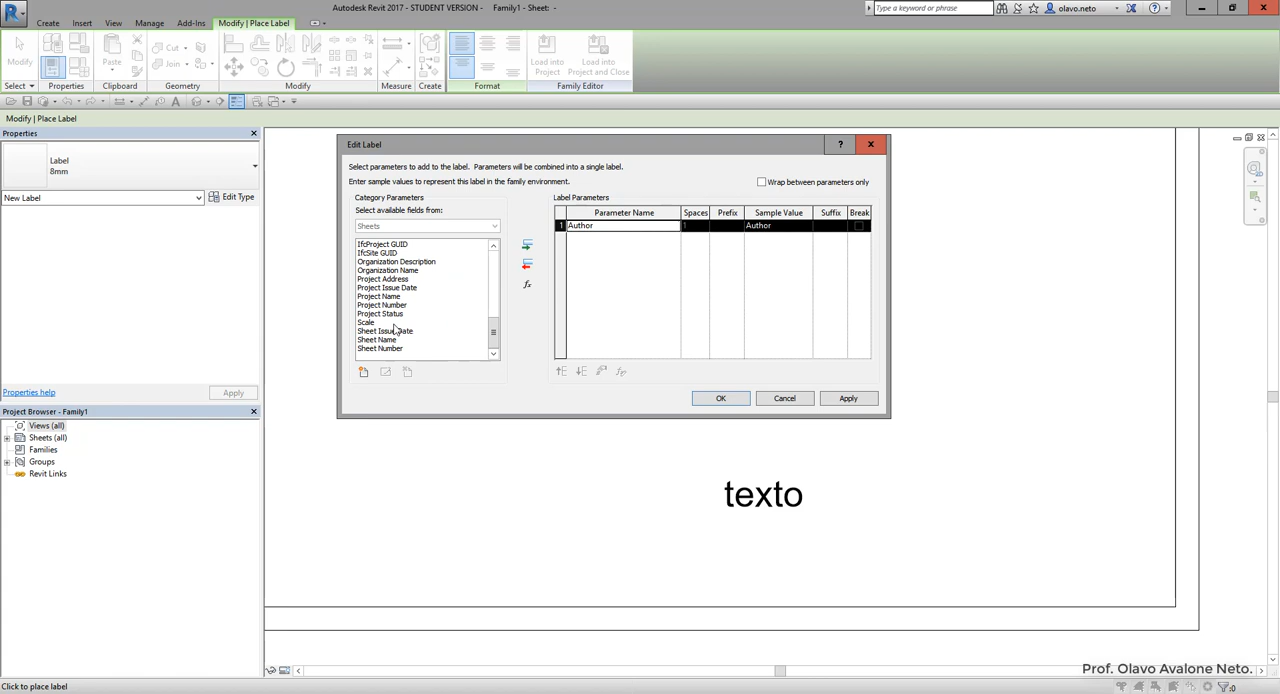 Autodesk Revit 2017 - STUDENT VERSION - Family1 - Sheet: -
Type a keyword or phrase
olavo.neto
Create Insert View Manage Add-Ins Modify | Place Label
Modify
Paste
Cut
Join
Load into Project
Load into Project and Close
Select Properties Clipboard Geometry Modify Measure Create Format Family Editor
Modify | Place Label
Properties
Label
8mm
New Label
Edit Type
Properties help
Apply
Project Browser - Family1
Views (all)
Sheets (all)
Families
Groups
Revit Links
Edit Label
Select parameters to add to the label. Parameters will be combined into a single label.
Enter sample values to represent this label in the family environment.
Wrap between parameters only
Category Parameters
Select available fields from:
Sheets
IfcProject GUID
IfcSite GUID
Organization Description
Organization Name
Project Address
Project Issue Date
Project Name
Project Number
Project Status
Scale
Sheet Issue Date
Sheet Name
Sheet Number
Label Parameters
Parameter Name Spaces Prefix Sample Value Suffix Break
1 Author 1 Author
OK Cancel Apply
texto
Prof. Olavo Avalone Neto.
Click to place label
:0